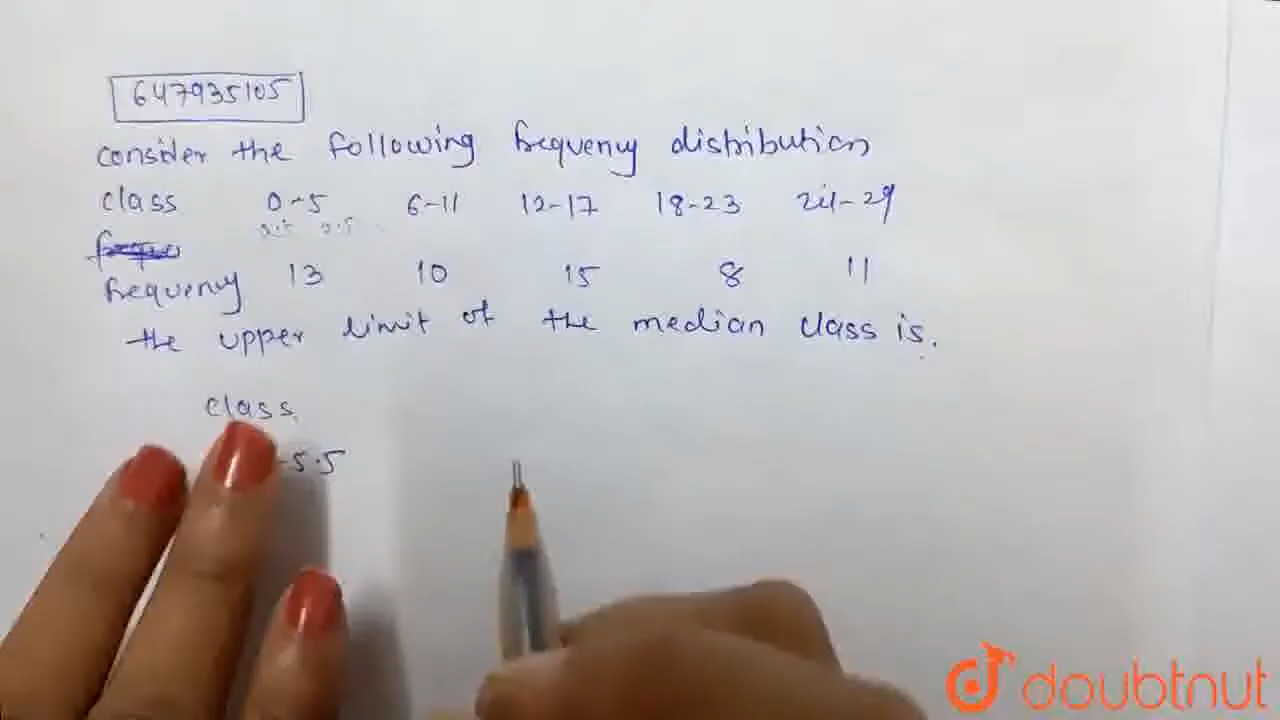 647935105
consider the following frequency distribution
class 0-5 6-11 12-17 18-23 24-29
frequency 13 10 15 8 11
the upper limit of the median class is.
class
-5.5
doubtnut